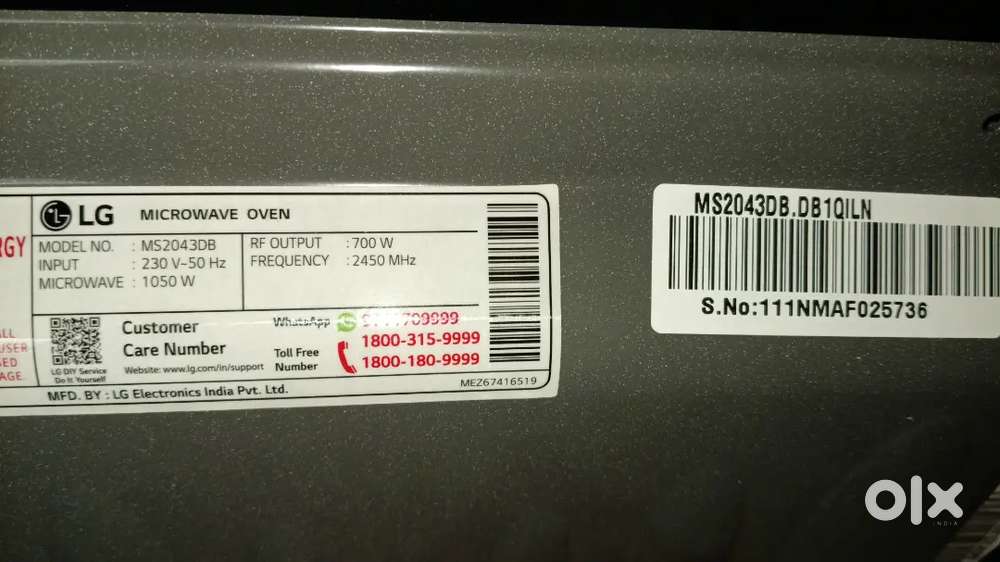 RGY
ALL
USER
SED
AGE.
LG MICROWAVE OVEN
MODEL NO. : MS2043DB
INPUT : 230 V~50 Hz
MICROWAVE : 1050 W
RF OUTPUT : 700 W
FREQUENCY : 2450 MHz
LG DIY Service
Do It Yourself
Customer
Care Number
Website: www.lg.com/in/support
WhatsApp
Toll Free
Number
1800-315-9999
1800-180-9999
MEZ67416519
MFD. BY : LG Electronics India Pvt. Ltd.
MS2043DB.DB1QILN
S.No:111NMAF025736
olx
INDIA